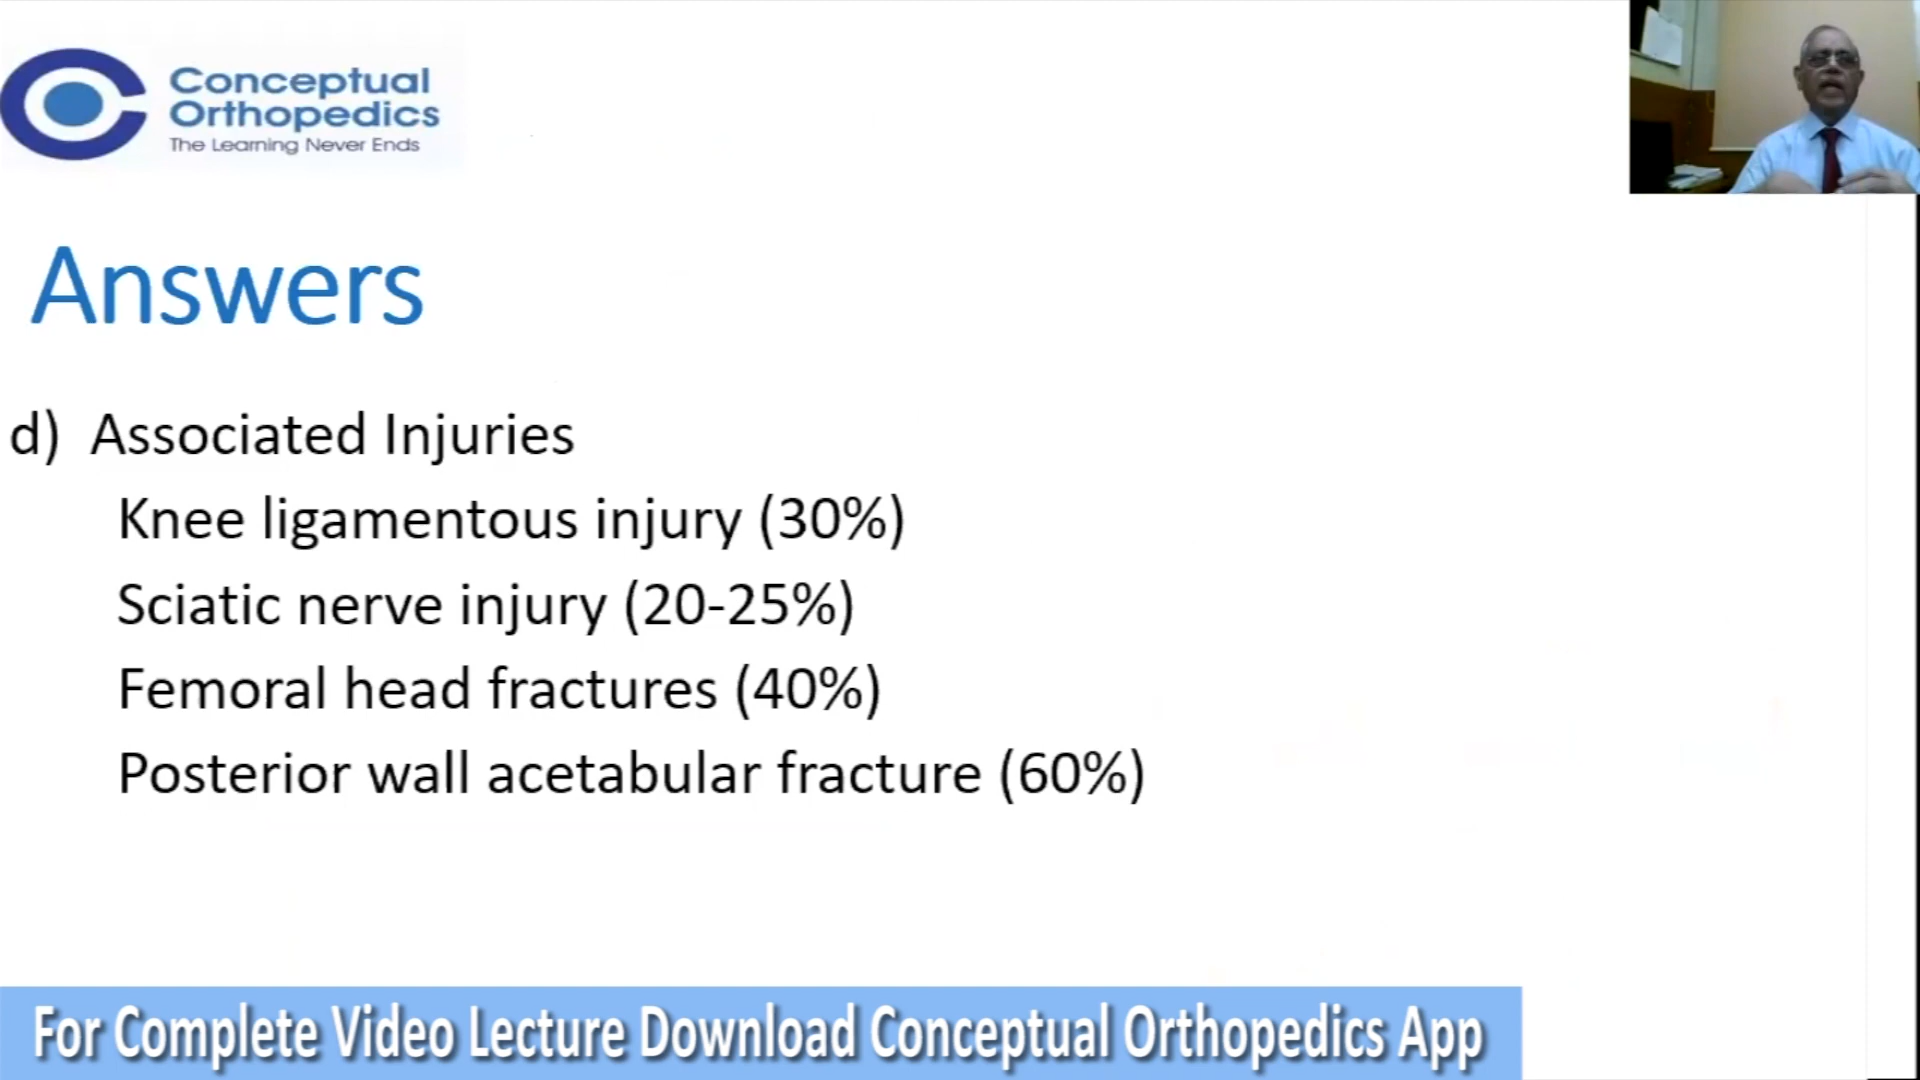 Conceptual
Orthopedics
The Learning Never Ends
Answers
d) Associated Injuries
Knee ligamentous injury (30%)
Sciatic nerve injury (20-25%)
Femoral head fractures (40%)
Posterior wall acetabular fracture (60%)
For Complete Video Lecture Download Conceptual Orthopedics App